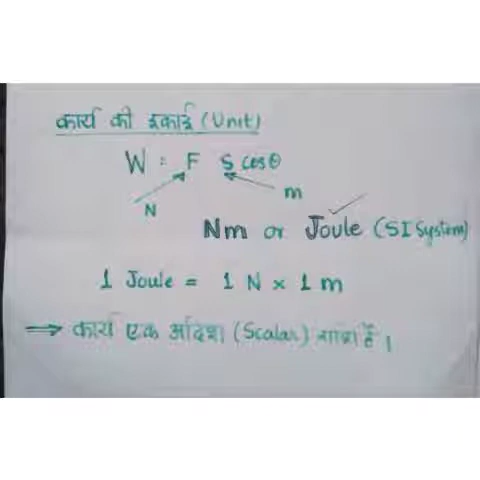 कार्य की इकाई (Unit)
W = F S cosθ
N m
Nm or Joule (SI System)
1 Joule = 1 N × 1 m
⇒ कार्य एक अदिश (Scalar) राशि है।